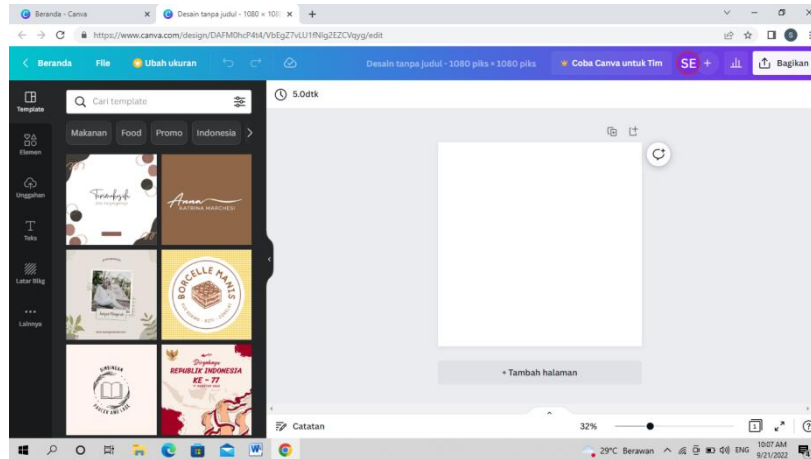 Beranda - Canva
Desain tanpa judul - 1080 × 108
https://www.canva.com/design/DAFM0hcP4t4/VbEgZ7vLU1fNlg2EZCVqyg/edit
Beranda
File
Ubah ukuran
Desain tanpa judul - 1080 piks × 1080 piks
Coba Canva untuk Tim
SE
+
Bagikan
Template
Elemen
Unggahan
Teks
Latar Blkg
Lainnya
Cari template
Makanan
Food
Promo
Indonesia
Anna
KATRINA MARCHESI
BORCELLE MANIS
BIMBINGAN
Dirgahayu
REPUBLIK INDONESIA
KE - 77
5.0dtk
+ Tambah halaman
Catatan
32%
1
29°C Berawan
ENG
10:07 AM
9/21/2022